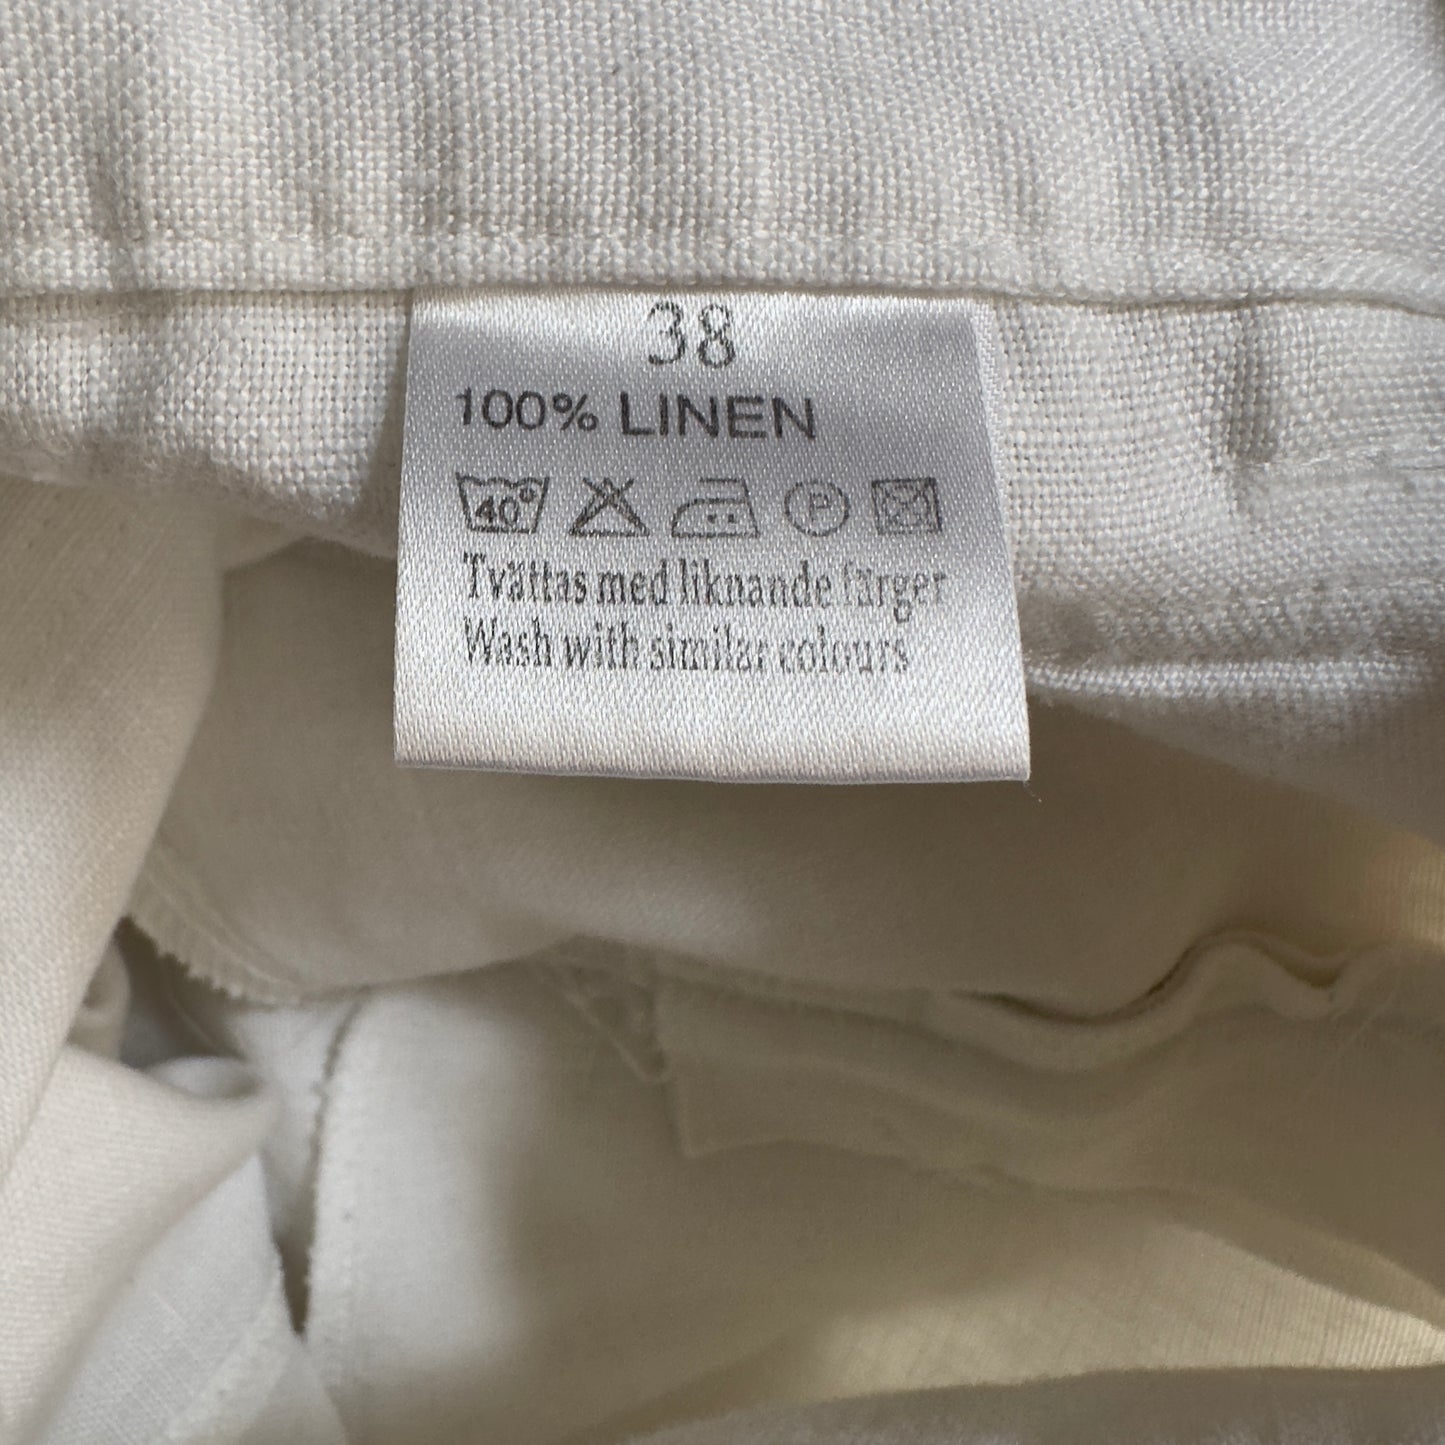 38
100% LINEN
40°
P
Tvättas med liknande färger
Wash with similar colours